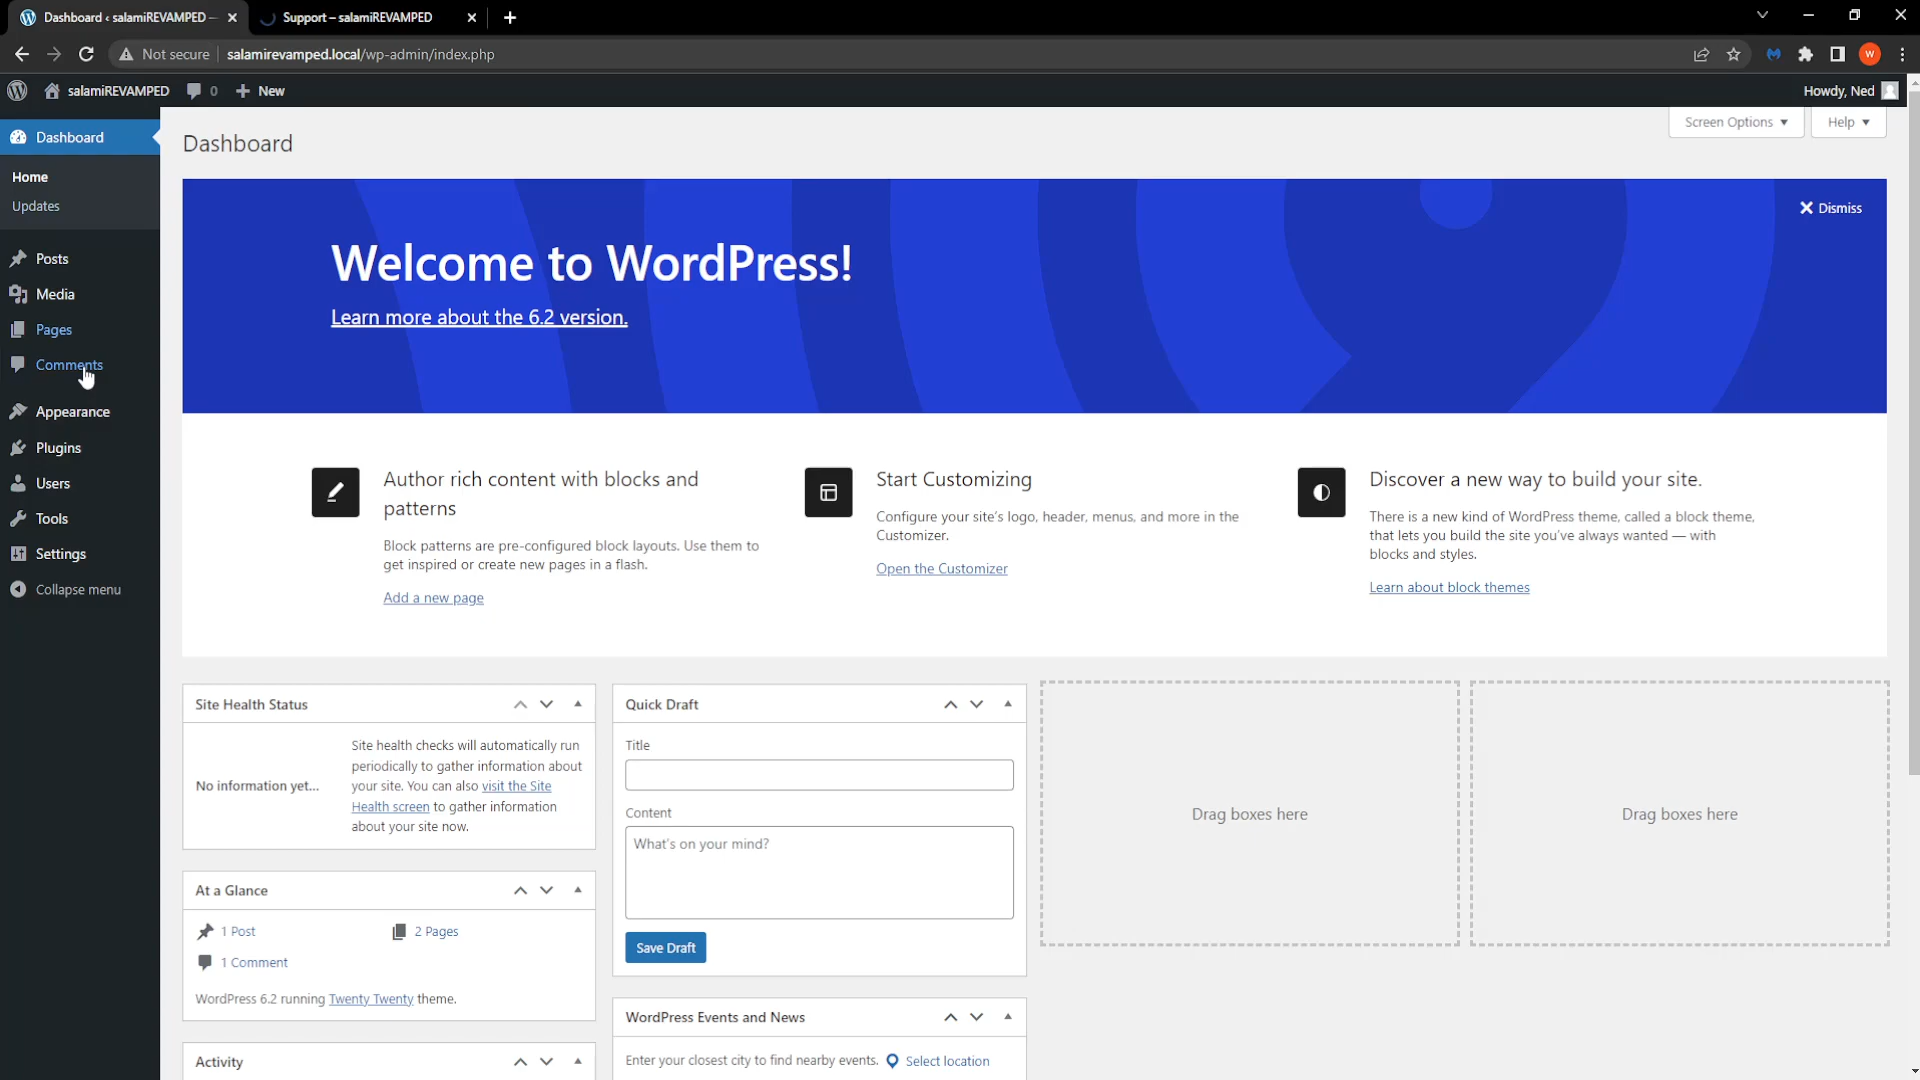 Dashboard ‹ salamiREVAMPED –
Support – salamiREVAMPED
Not secure
salamirevamped.local/wp-admin/index.php
W
salamiREVAMPED
0
New
Howdy, Ned
Dashboard
Home
Updates
Posts
Media
Pages
Comments
Appearance
Plugins
Users
Tools
Settings
Collapse menu
Dashboard
Screen Options
Help
Dismiss
Welcome to WordPress!
Learn more about the 6.2 version.
Author rich content with blocks and
patterns
Block patterns are pre-configured block layouts. Use them to
get inspired or create new pages in a flash.
Add a new page
Start Customizing
Configure your site's logo, header, menus, and more in the
Customizer.
Open the Customizer
Discover a new way to build your site.
There is a new kind of WordPress theme, called a block theme,
that lets you build the site you've always wanted — with
blocks and styles.
Learn about block themes
Site Health Status
No information yet...
Site health checks will automatically run
periodically to gather information about
your site. You can also visit the Site
Health screen to gather information
about your site now.
At a Glance
1 Post
2 Pages
1 Comment
WordPress 6.2 running Twenty Twenty theme.
Activity
Quick Draft
Title
Content
What's on your mind?
Save Draft
WordPress Events and News
Enter your closest city to find nearby events.
Select location
Drag boxes here
Drag boxes here